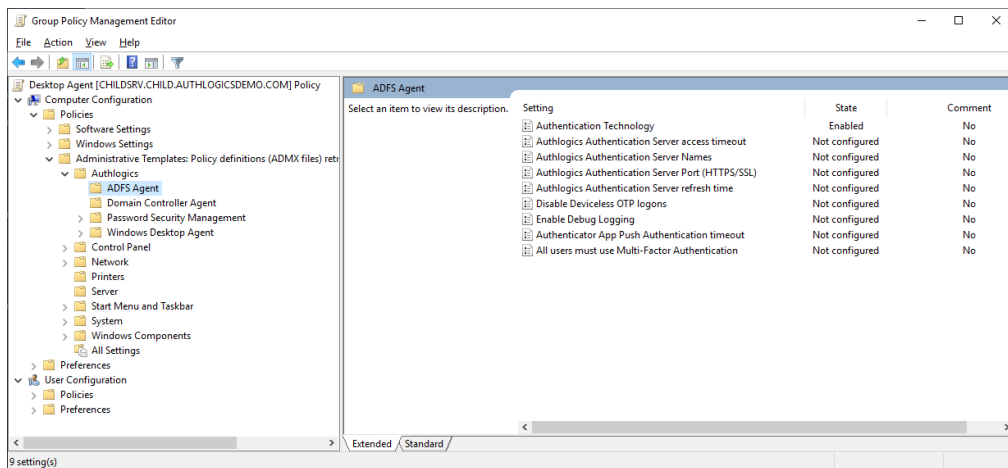 Group Policy Management Editor
File Action View Help
Desktop Agent [CHILDSRV.CHILD.AUTHLOGICSDEMO.COM] Policy
Computer Configuration
Policies
Software Settings
Windows Settings
Administrative Templates: Policy definitions (ADMX files) retr
Authlogics
ADFS Agent
Domain Controller Agent
Password Security Management
Windows Desktop Agent
Control Panel
Network
Printers
Server
Start Menu and Taskbar
System
Windows Components
All Settings
Preferences
User Configuration
Policies
Preferences
ADFS Agent
Select an item to view its description.
Setting State Comment
Authentication Technology Enabled No
Authlogics Authentication Server access timeout Not configured No
Authlogics Authentication Server Names Not configured No
Authlogics Authentication Server Port (HTTPS/SSL) Not configured No
Authlogics Authentication Server refresh time Not configured No
Disable Deviceless OTP logons Not configured No
Enable Debug Logging Not configured No
Authenticator App Push Authentication timeout Not configured No
All users must use Multi-Factor Authentication Not configured No
Extended Standard
9 setting(s)